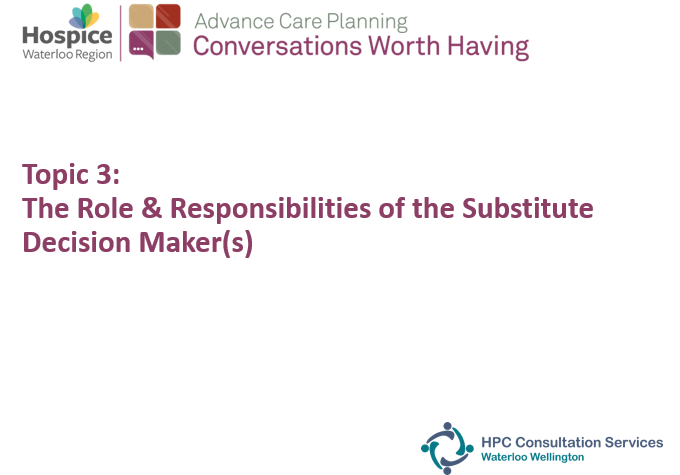 Hospice
Waterloo Region
Advance Care Planning
Conversations Worth Having
Topic 3:
The Role & Responsibilities of the Substitute
Decision Maker(s)
HPC Consultation Services
Waterloo Wellington